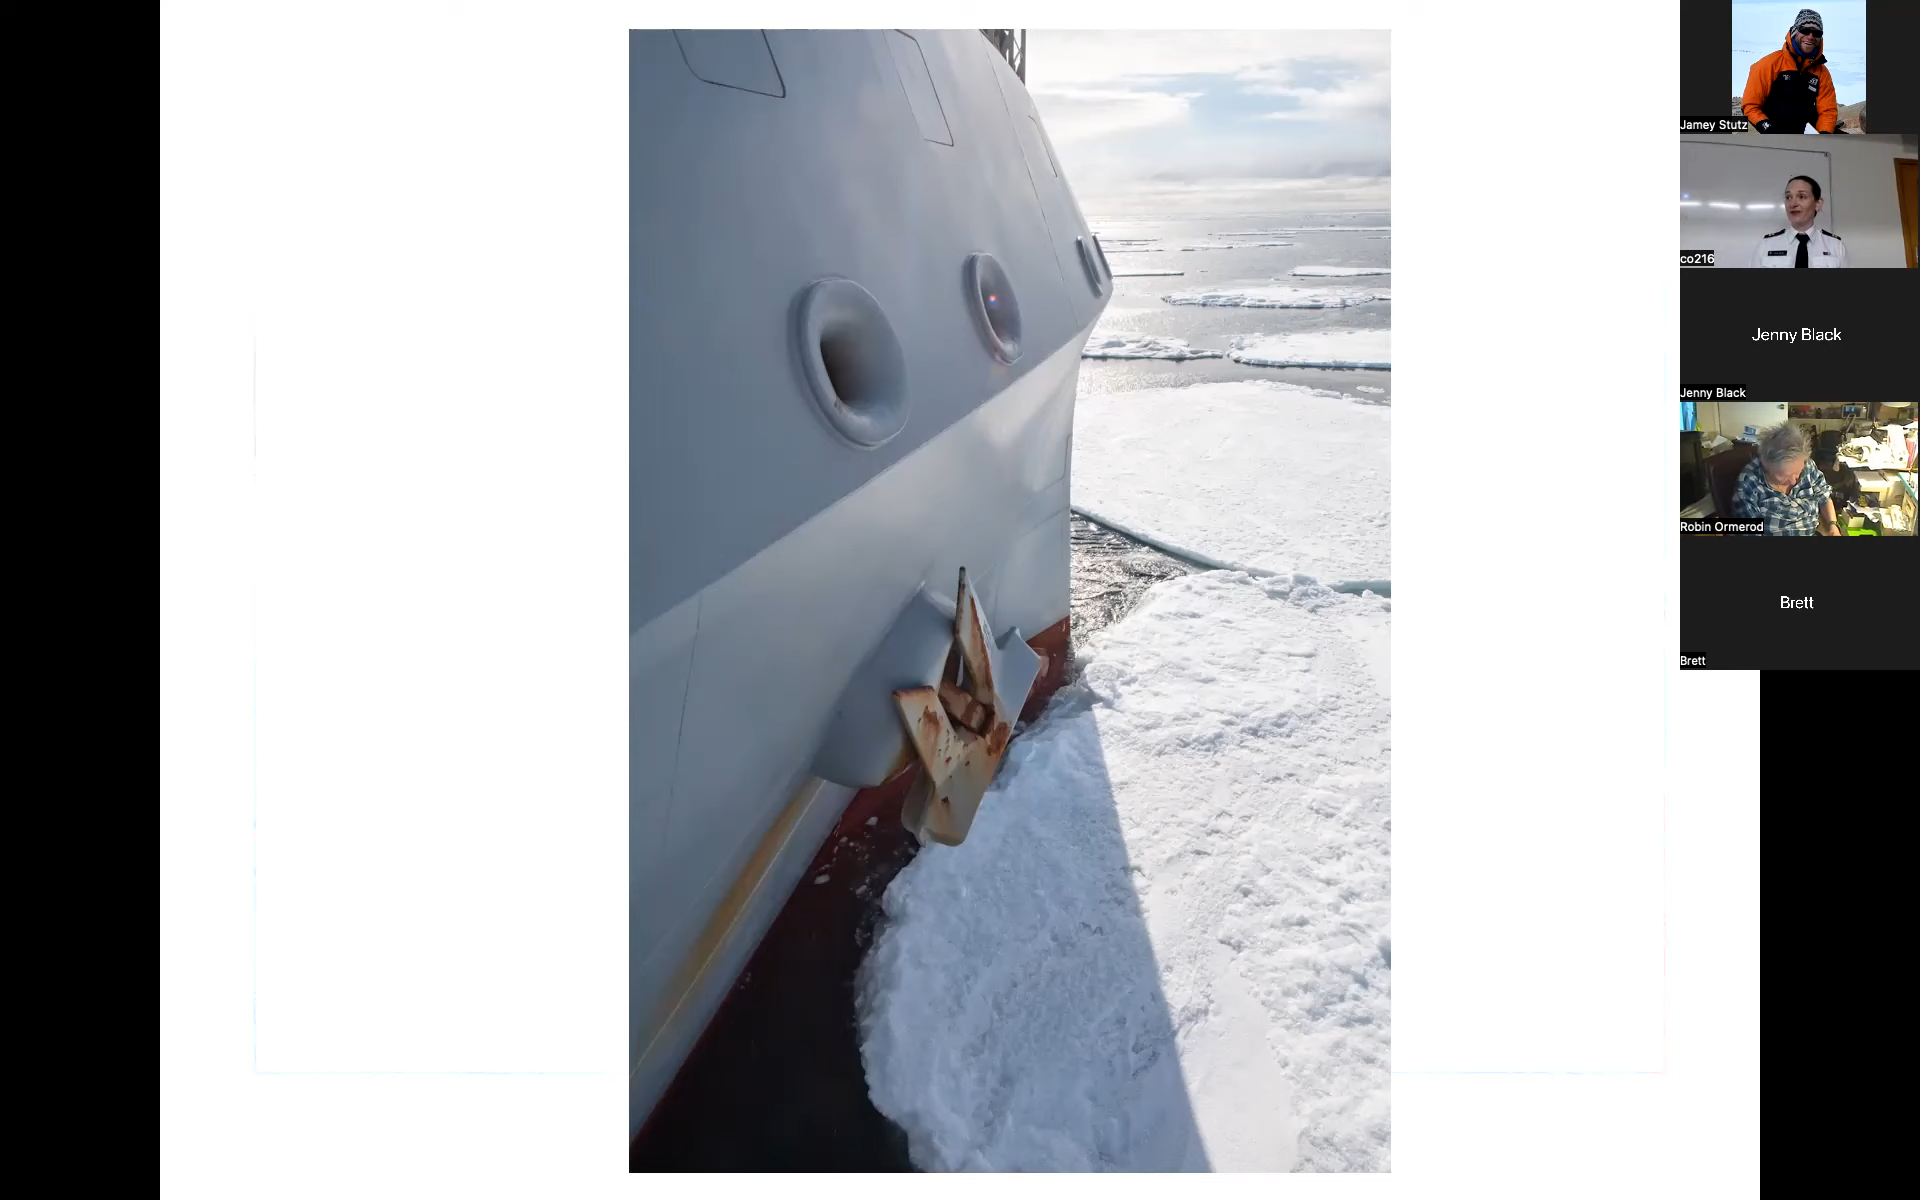 Jamey Stutz
co216
Jenny Black
Jenny Black
Robin Ormerod
Brett
Brett